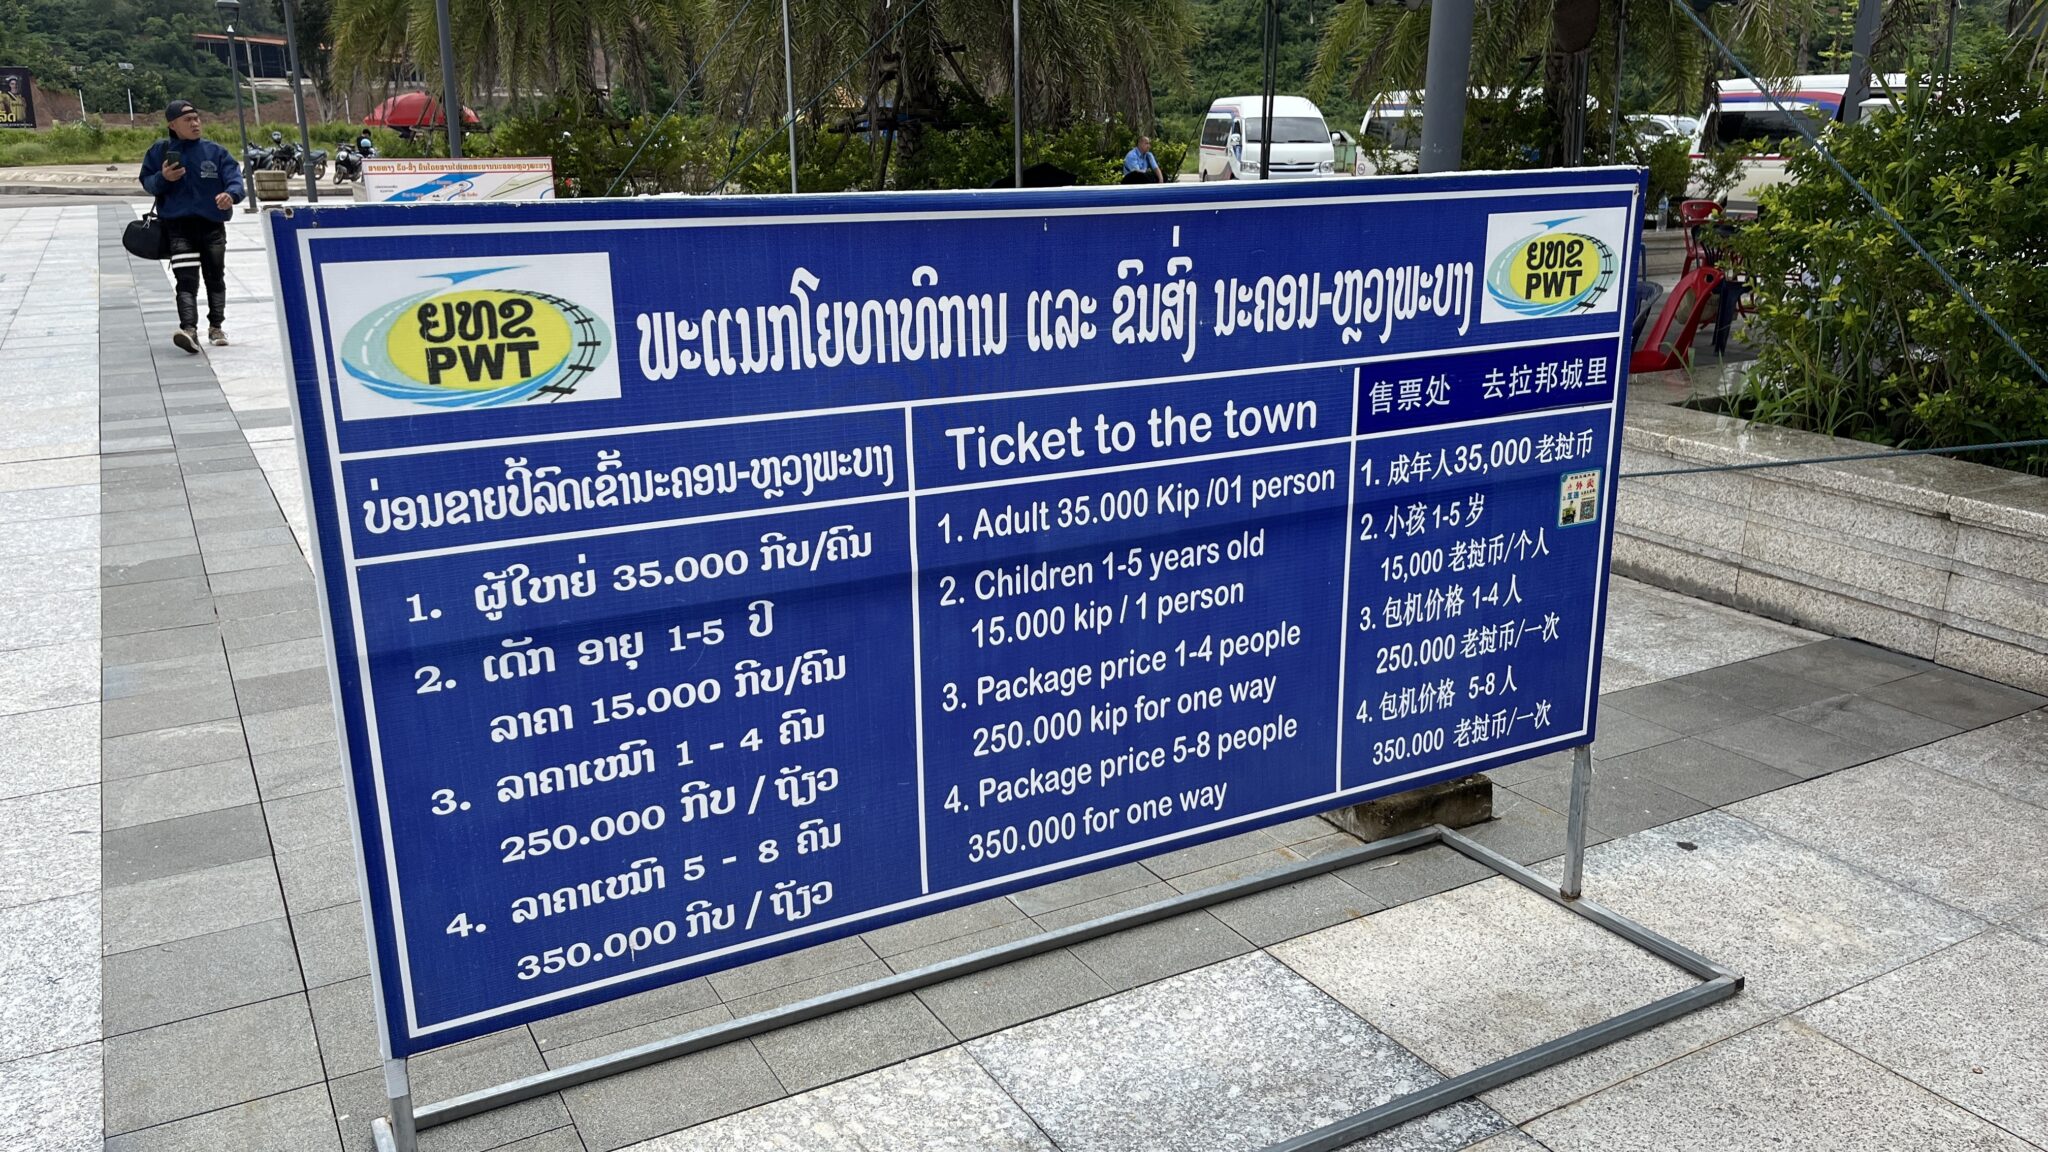 ຍທຂ
PWT
ພະແນກໂຍທາທິການ ແລະ ຂົນສົ່ງ ນະຄອນ-ຫຼວງພະບາງ
ຍທຂ
PWT
ບ່ອນຂາຍປີ້ລົດເຂົ້ານະຄອນ-ຫຼວງພະບາງ
1. ຜູ້ໃຫຍ່ 35.000 ກີບ/ຄົນ
2. ເດັກ ອາຍຸ 1-5 ປີ
ລາຄາ 15.000 ກີບ/ຄົນ
3. ລາຄາເໝົາ 1 - 4 ຄົນ
250.000 ກີບ / ຖ້ຽວ
4. ລາຄາເໝົາ 5 - 8 ຄົນ
350.000 ກີບ / ຖ້ຽວ
Ticket to the town
1. Adult 35.000 Kip /01 person
2. Children 1-5 years old
15.000 kip / 1 person
3. Package price 1-4 people
250.000 kip for one way
4. Package price 5-8 people
350.000 for one way
售票处 去拉邦城里
1. 成年人35,000 老挝币
2. 小孩 1-5 岁
15,000 老挝币/个人
3. 包机价格 1-4 人
250.000 老挝币/一次
4. 包机价格 5-8 人
350.000 老挝币/一次